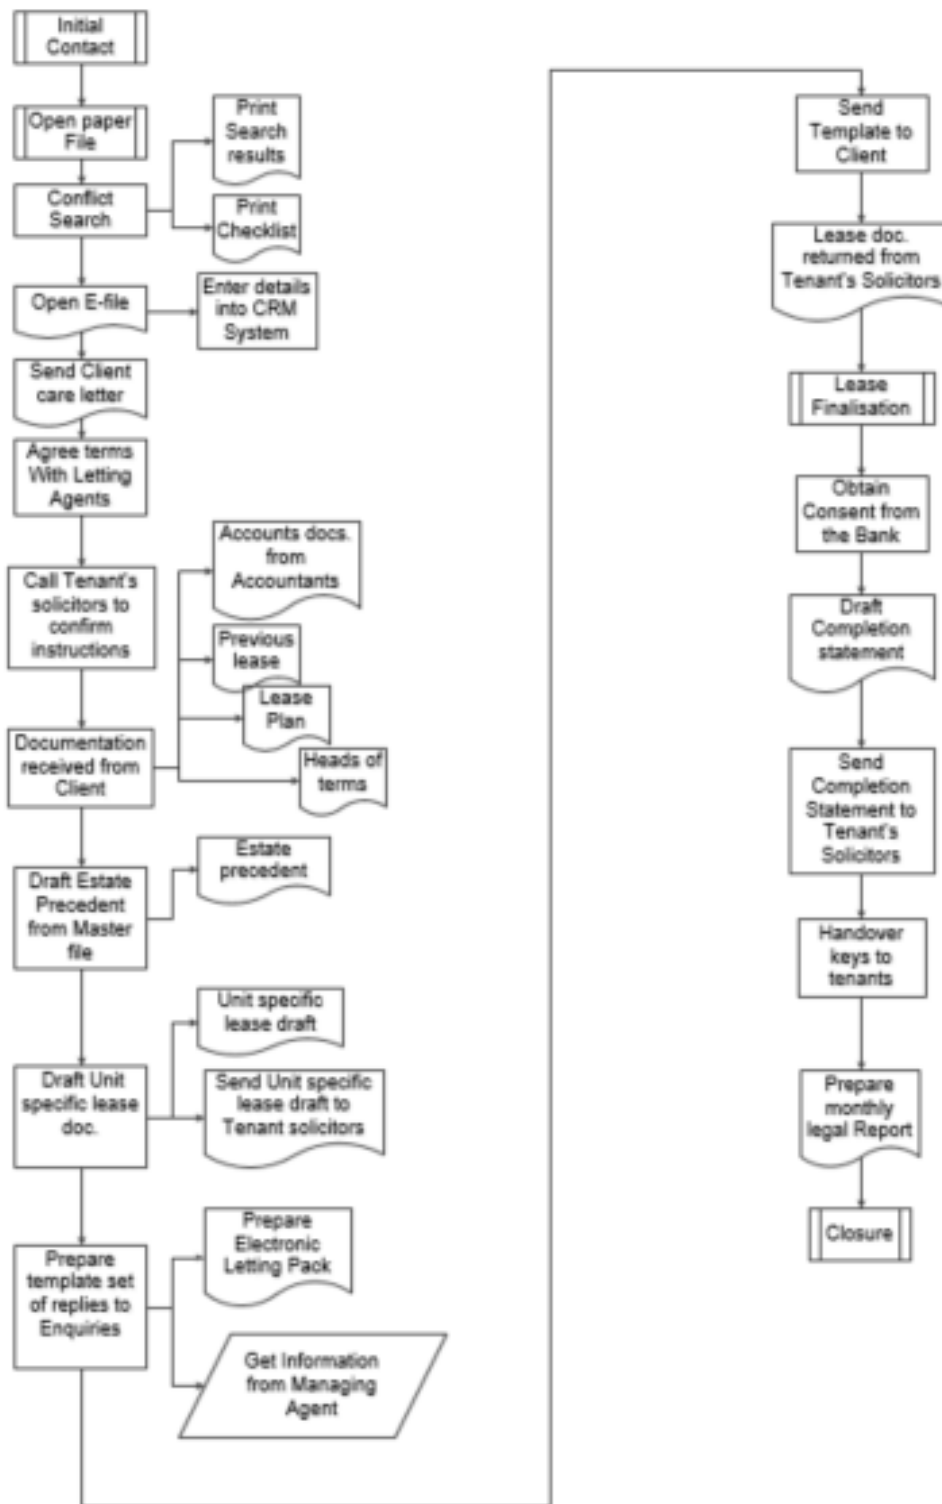 Initial
Contact
Open paper
File
Print
Search
results
Conflict
Search
Print
Checklist
Open E-file
Enter details
into CRM
System
Send Client
care letter
Agree terms
With Letting
Agents
Call Tenant's
solicitors to
confirm
instructions
Accounts docs.
from
Accountants
Previous
lease
Lease
Plan
Documentation
received from
Client
Heads of
terms
Draft Estate
Precedent
from Master
file
Estate
precedent
Unit specific
lease draft
Draft Unit
specific lease
doc.
Send Unit specific
lease draft to
Tenant solicitors
Prepare
template set
of replies to
Enquiries
Prepare
Electronic
Letting Pack
Get Information
from Managing
Agent
Send
Template to
Client
Lease doc.
returned from
Tenant's Solicitors
Lease
Finalisation
Obtain
Consent from
the Bank
Draft
Completion
statement
Send
Completion
Statement to
Tenant's
Solicitors
Handover
keys to
tenants
Prepare
monthly
legal Report
Closure